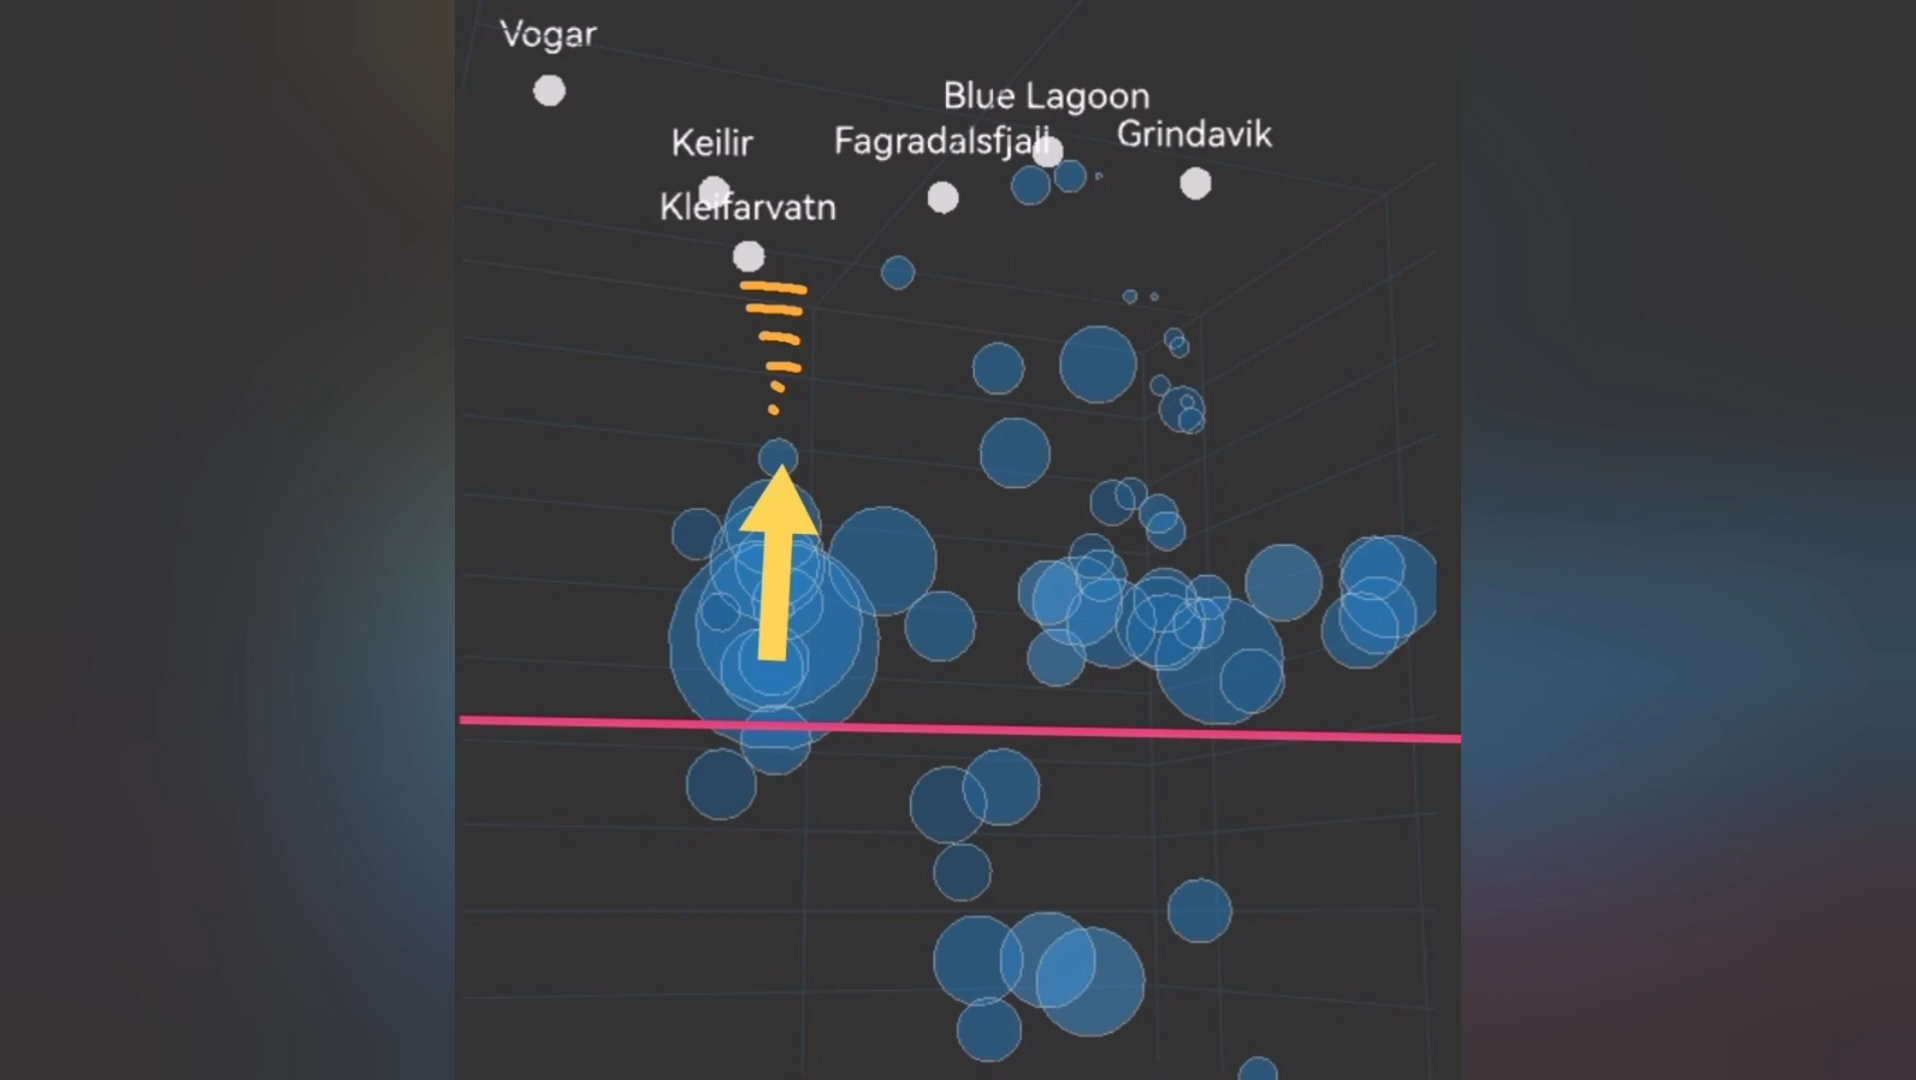 Vogar
Blue Lagoon
Keilir
Fagradalsfjall
Grindavik
Kleifarvatn